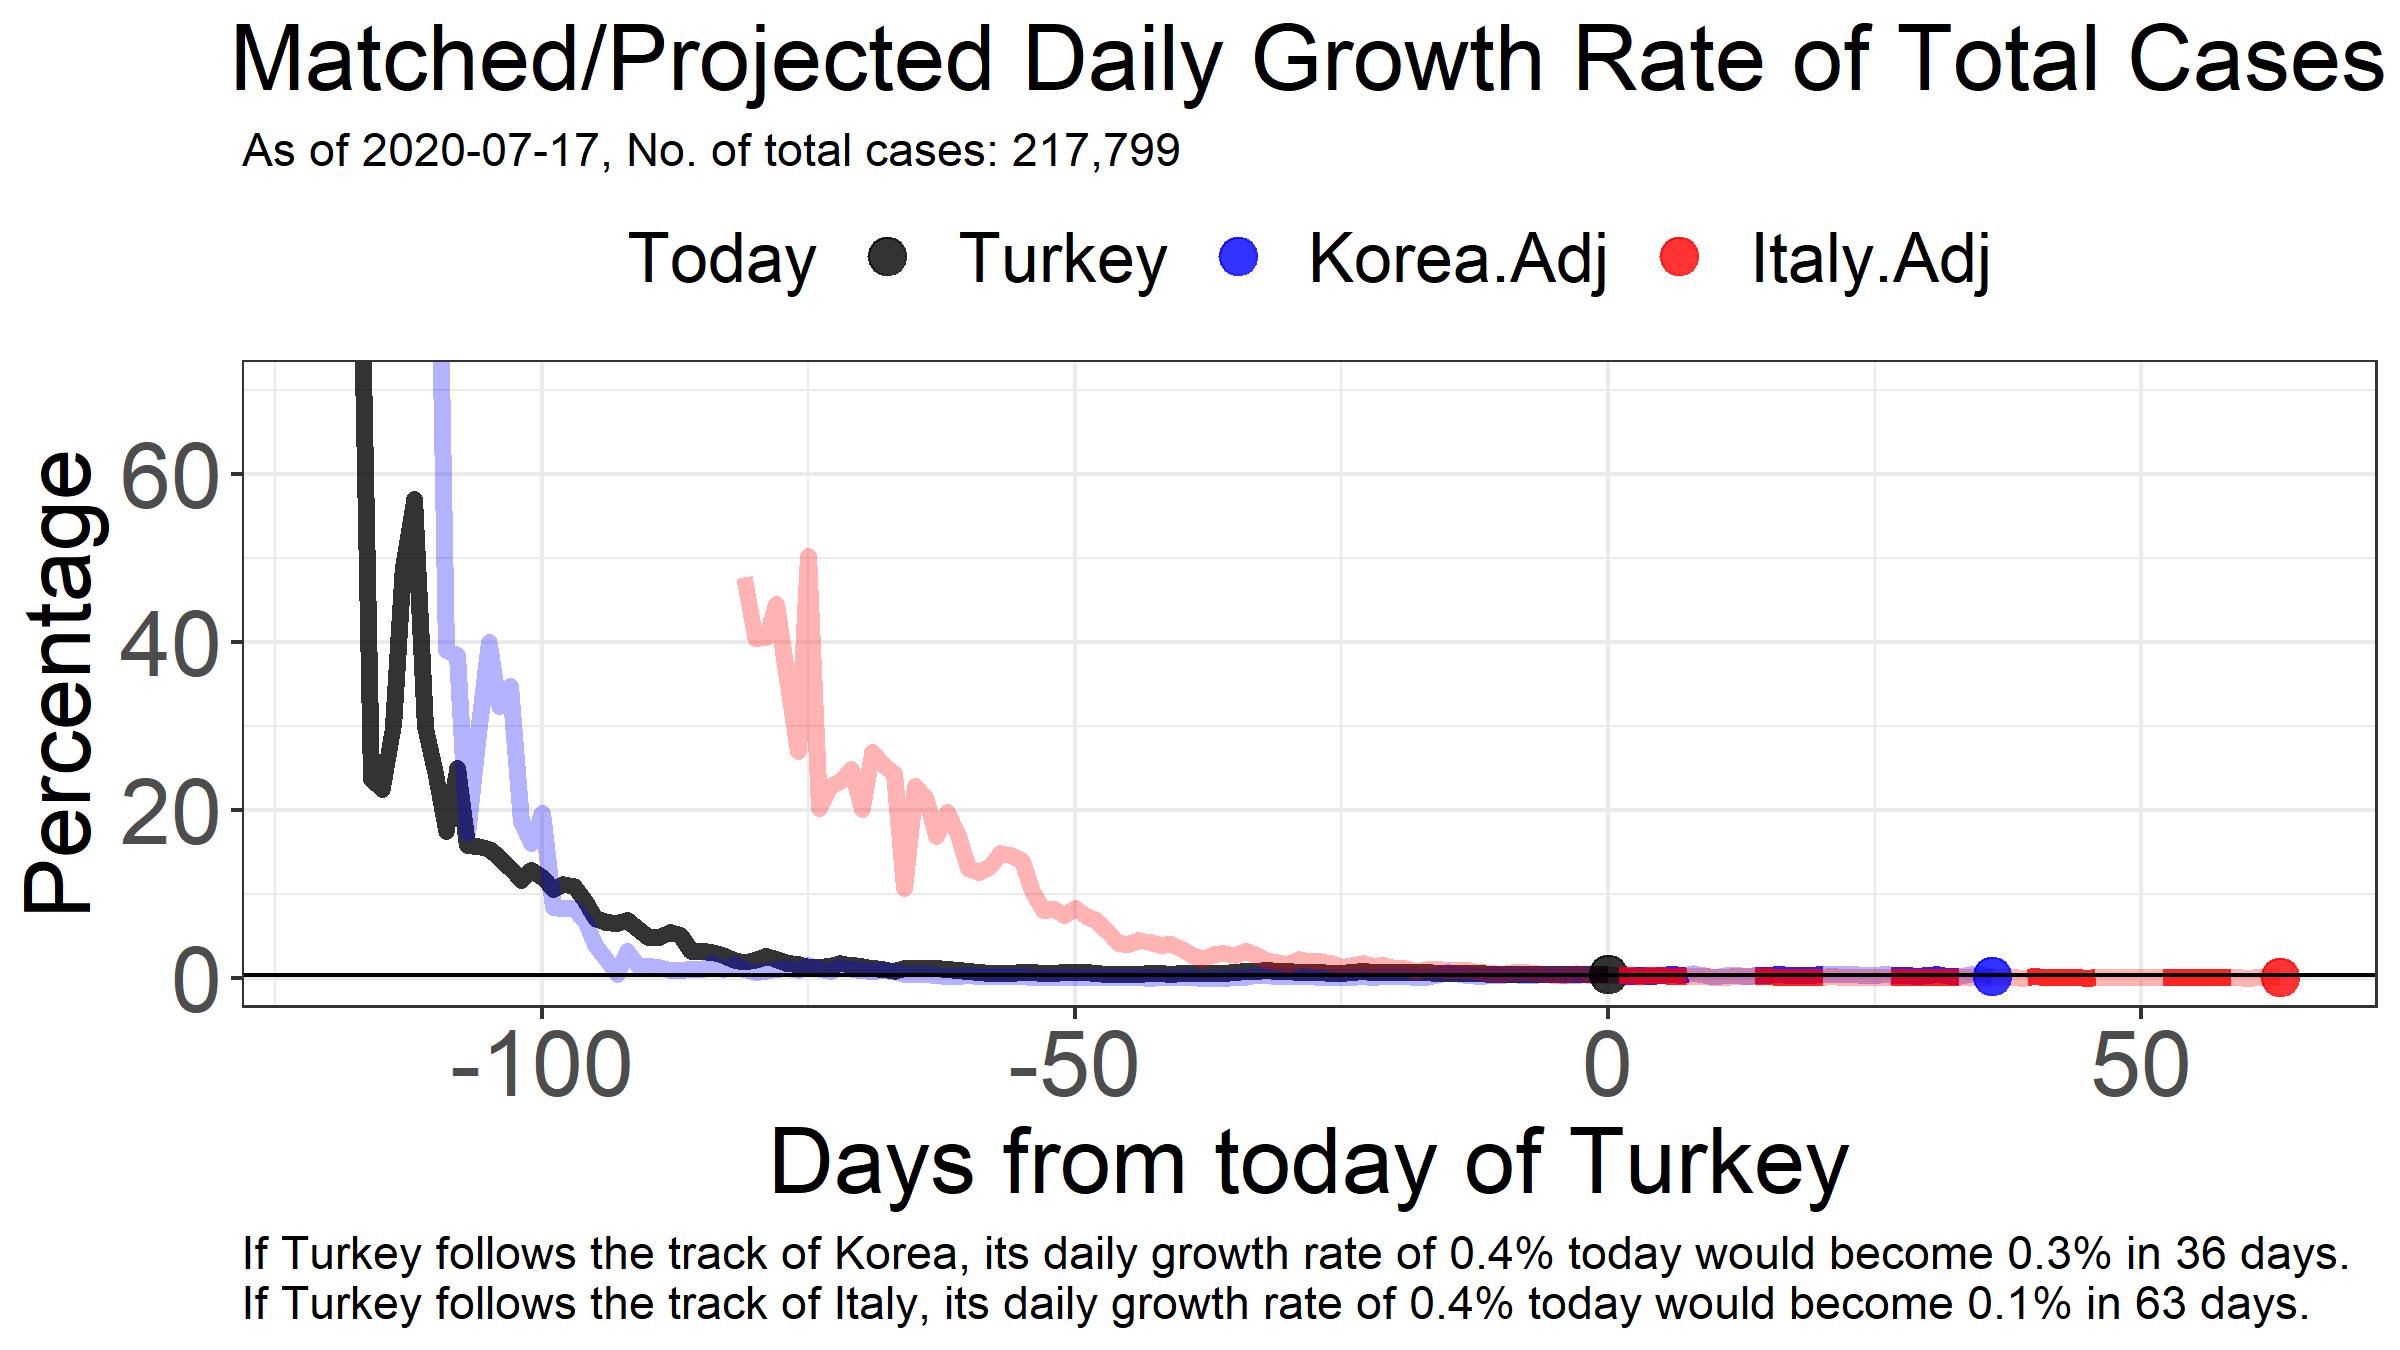 Matched/Projected Daily Growth Rate of Total Cases
As of 2020-07-17, No. of total cases: 217,799
Today Turkey Korea.Adj Italy.Adj
Percentage
60
40
20
0
-100 -50 0 50
Days from today of Turkey
If Turkey follows the track of Korea, its daily growth rate of 0.4% today would become 0.3% in 36 days.
If Turkey follows the track of Italy, its daily growth rate of 0.4% today would become 0.1% in 63 days.